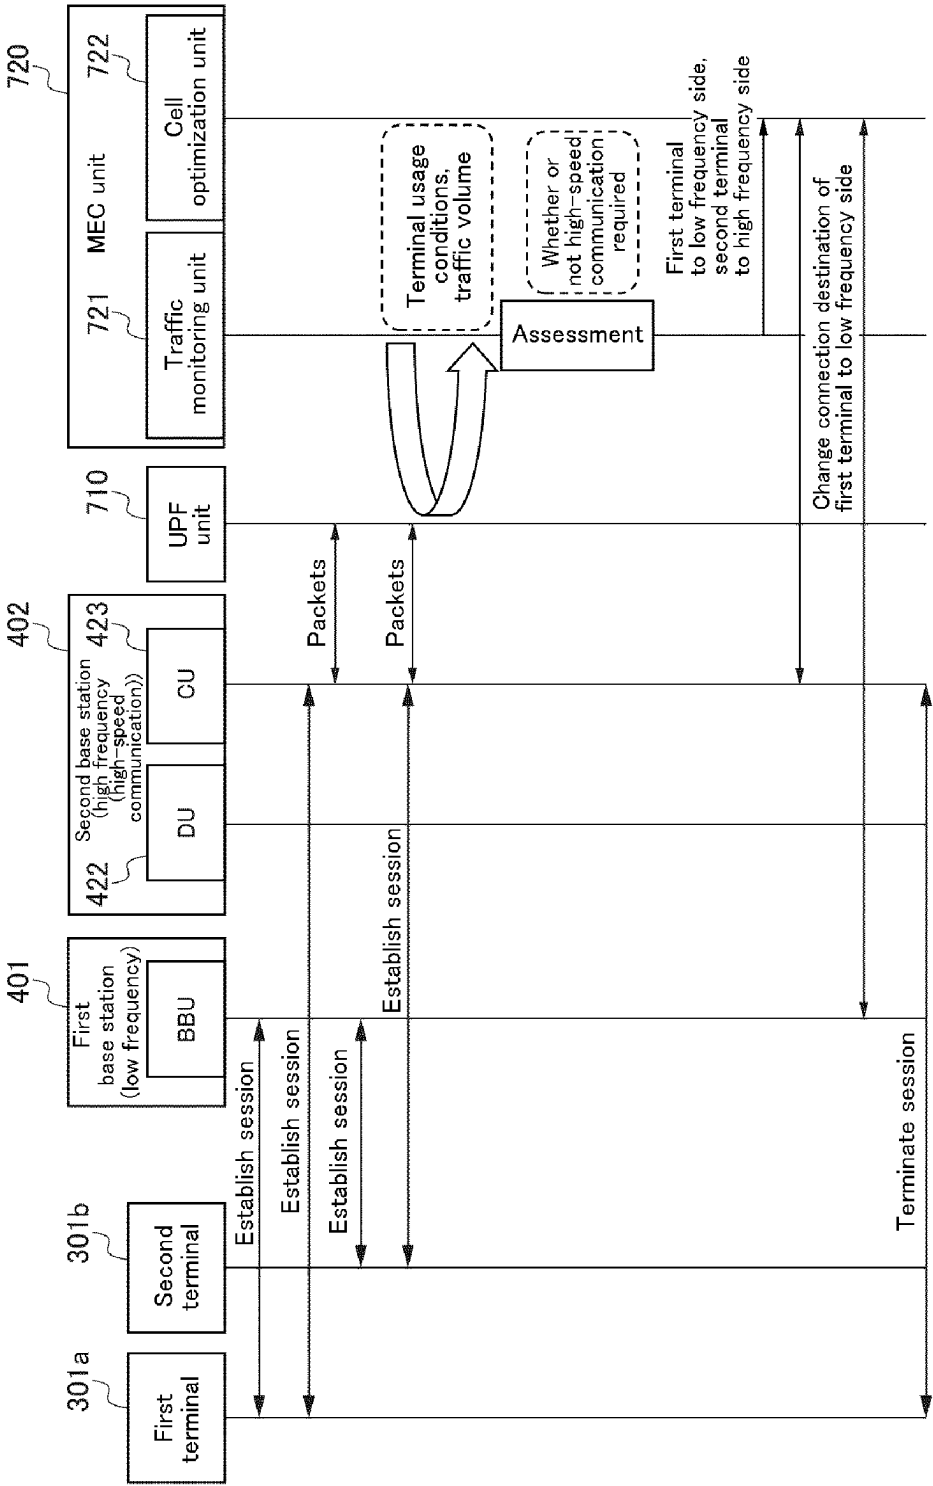 301a
First
terminal
301b
Second
terminal
401
First
base station
(low frequency)
BBU
402
Second base station
(high frequency
(high-speed
communication))
422
DU
423
CU
710
UPF
unit
720
MEC unit
721
Traffic
monitoring unit
722
Cell
optimization unit
Establish session
Establish session
Packets
Establish session
Establish session
Packets
Terminal usage
conditions,
traffic volume
Assessment
Whether or
not high-speed
communication
required
First terminal
to low frequency side,
second terminal
to high frequency side
Change connection destination of
first terminal to low frequency side
Terminate session